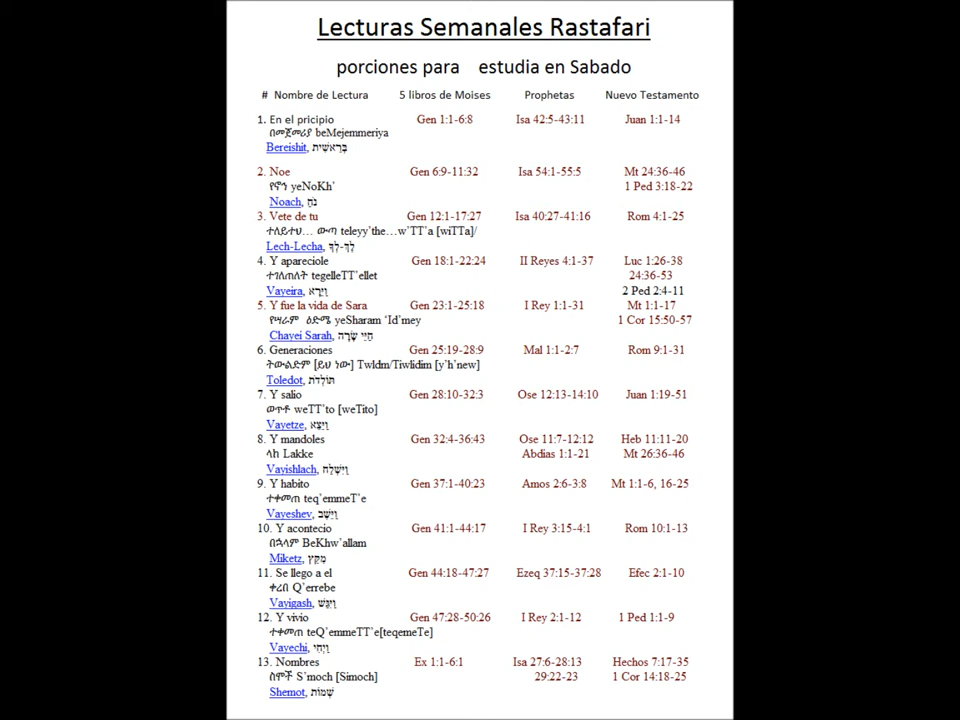 Lecturas Semanales Rastafari
porciones para estudia en Sabado
# Nombre de Lectura 5 libros de Moises Prophetas Nuevo Testamento
1. En el pricipio Gen 1:1-6:8 Isa 42:5-43:11 Juan 1:1-14
በመጀመሪያ beMejemmeriya
Bereishit, בְּרֵאשִׁית
2. Noe Gen 6:9-11:32 Isa 54:1-55:5 Mt 24:36-46
የኖኅ yeNoKh’ 1 Ped 3:18-22
Noach, נֹחַ
3. Vete de tu Gen 12:1-17:27 Isa 40:27-41:16 Rom 4:1-25
ተለይተህ… ውጣ teleyy’the…w’TT’a [wiTTa]/
Lech-Lecha, לֶךְ-לְךָ
4. Y apareciole Gen 18:1-22:24 II Reyes 4:1-37 Luc 1:26-38
ተገለጠለት tegelleTT’ellet 24:36-53
Vayeira, וַיֵּרָא 2 Ped 2:4-11
5. Y fue la vida de Sara Gen 23:1-25:18 I Rey 1:1-31 Mt 1:1-17
የሣራም ዕድሜ yeSharam ‘Id’mey 1 Cor 15:50-57
Chayei Sarah, חַיֵּי שָׂרָה
6. Generaciones Gen 25:19-28:9 Mal 1:1-2:7 Rom 9:1-31
ትውልድም [ይህ ነው] Twldm/Tiwlidim [y’h’new]
Toledot, תּוֹלְדֹת
7. Y salio Gen 28:10-32:3 Ose 12:13-14:10 Juan 1:19-51
ወጥቶ weTT’to [weTito]
Vayetze, וַיֵּצֵא
8. Y mandoles Gen 32:4-36:43 Ose 11:7-12:12 Heb 11:11-20
ላከ Lakke Abdias 1:1-21 Mt 26:36-46
Vayishlach, וַיִּשְׁלַח
9. Y habito Gen 37:1-40:23 Amos 2:6-3:8 Mt 1:1-6, 16-25
ተቀመጠ teq’emmeT’e
Vayeshev, וַיֵּשֶׁב
10. Y acontecio Gen 41:1-44:17 I Rey 3:15-4:1 Rom 10:1-13
በኋላም BeKhw’allam
Miketz, מִקֵּץ
11. Se llego a el Gen 44:18-47:27 Ezeq 37:15-37:28 Efec 2:1-10
ቀረበ Q’errebe
Vayigash, וַיִּגַּשׁ
12. Y vivio Gen 47:28-50:26 I Rey 2:1-12 1 Ped 1:1-9
ተቀመጠ teQ’emmeTT’e[teqemeTe]
Vayechi, וַיְחִי
13. Nombres Ex 1:1-6:1 Isa 27:6-28:13 Hechos 7:17-35
ስሞች S’moch [Simoch] 29:22-23 1 Cor 14:18-25
Shemot, שְׁמוֹת